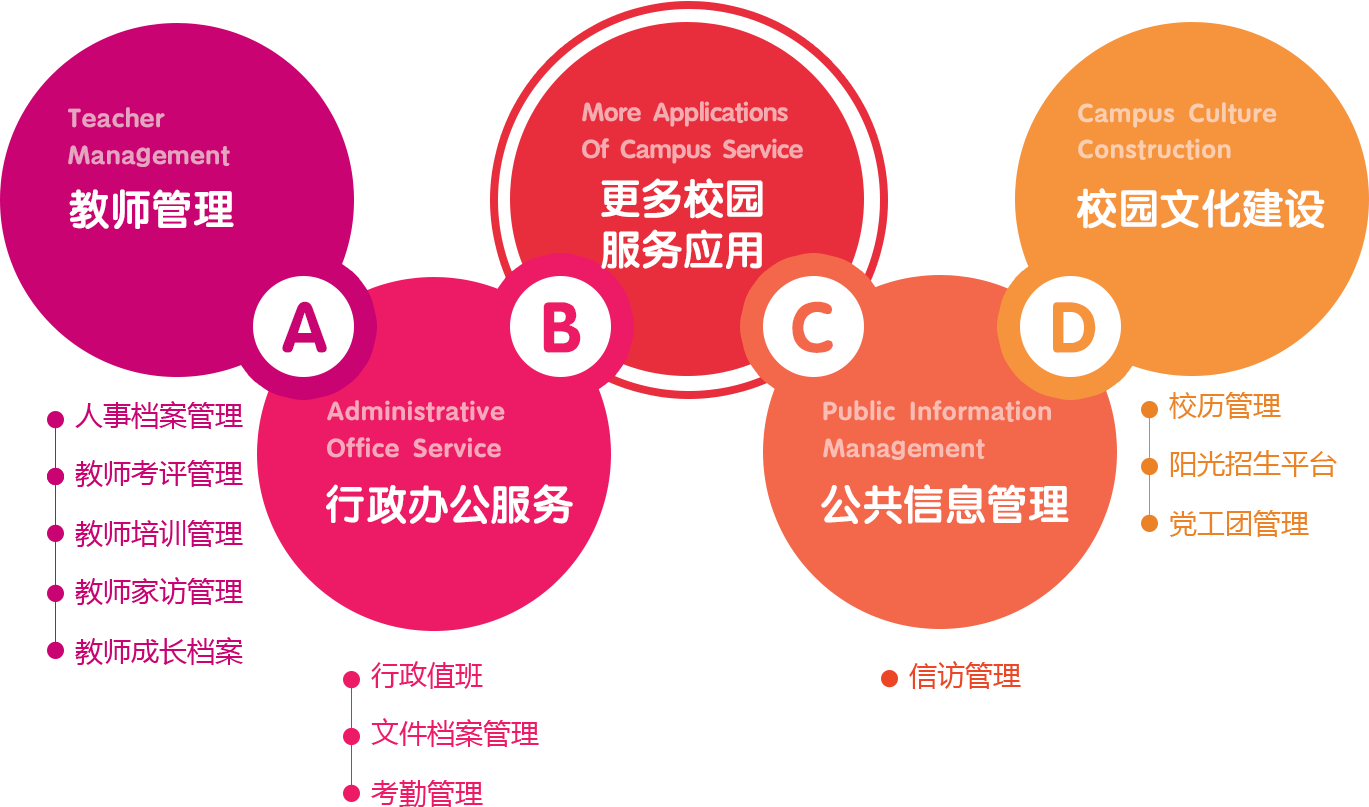 Teacher
Management
教师管理
A
人事档案管理
教师考评管理
教师培训管理
教师家访管理
教师成长档案
Administrative
Office Service
行政办公服务
B
行政值班
文件档案管理
考勤管理
More Applications
Of Campus Service
更多校园
服务应用
C
Public Information
Management
公共信息管理
信访管理
D
Campus Culture
Construction
校园文化建设
校历管理
阳光招生平台
党工团管理